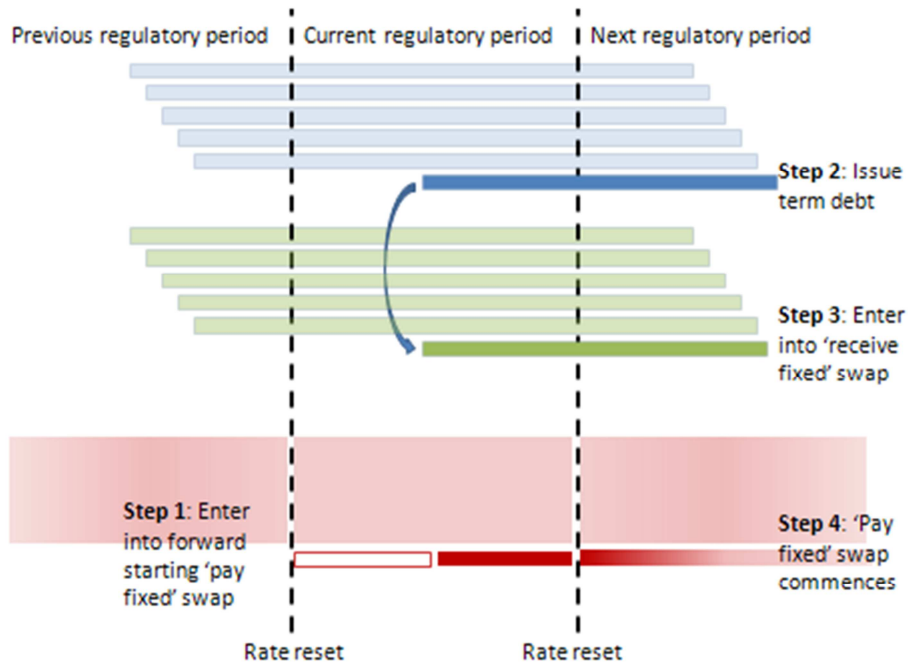 Previous regulatory period
Current regulatory period
Next regulatory period
Step 2: Issue
term debt
Step 3: Enter
into ‘receive
fixed’ swap
Step 1: Enter
into forward
starting ‘pay
fixed’ swap
Step 4: ‘Pay
fixed’ swap
commences
Rate reset
Rate reset